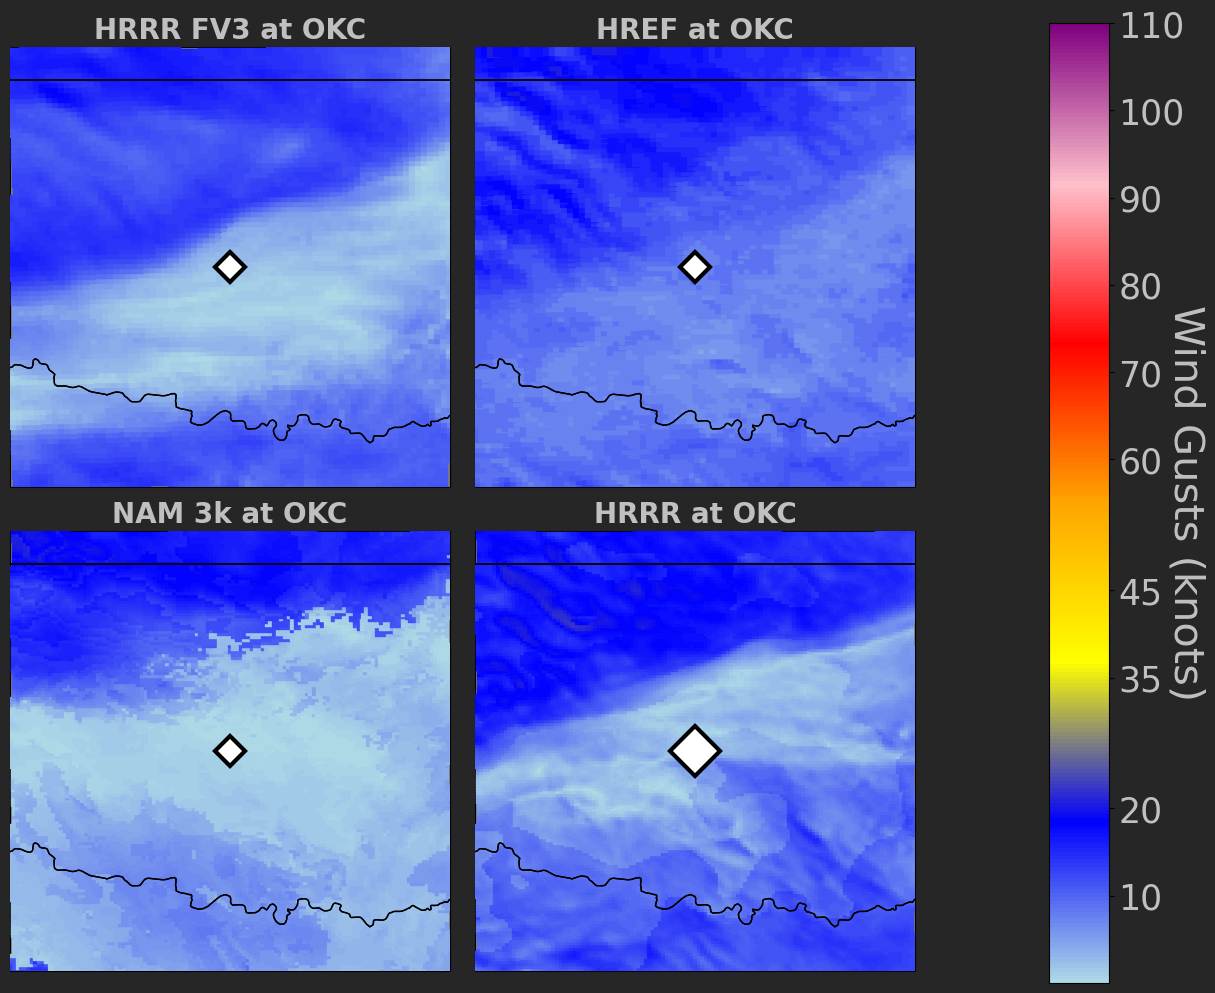 HRRR FV3 at OKC
HREF at OKC
NAM 3k at OKC
HRRR at OKC
110
100
90
80
70
60
45
35
20
10
Wind Gusts (knots)